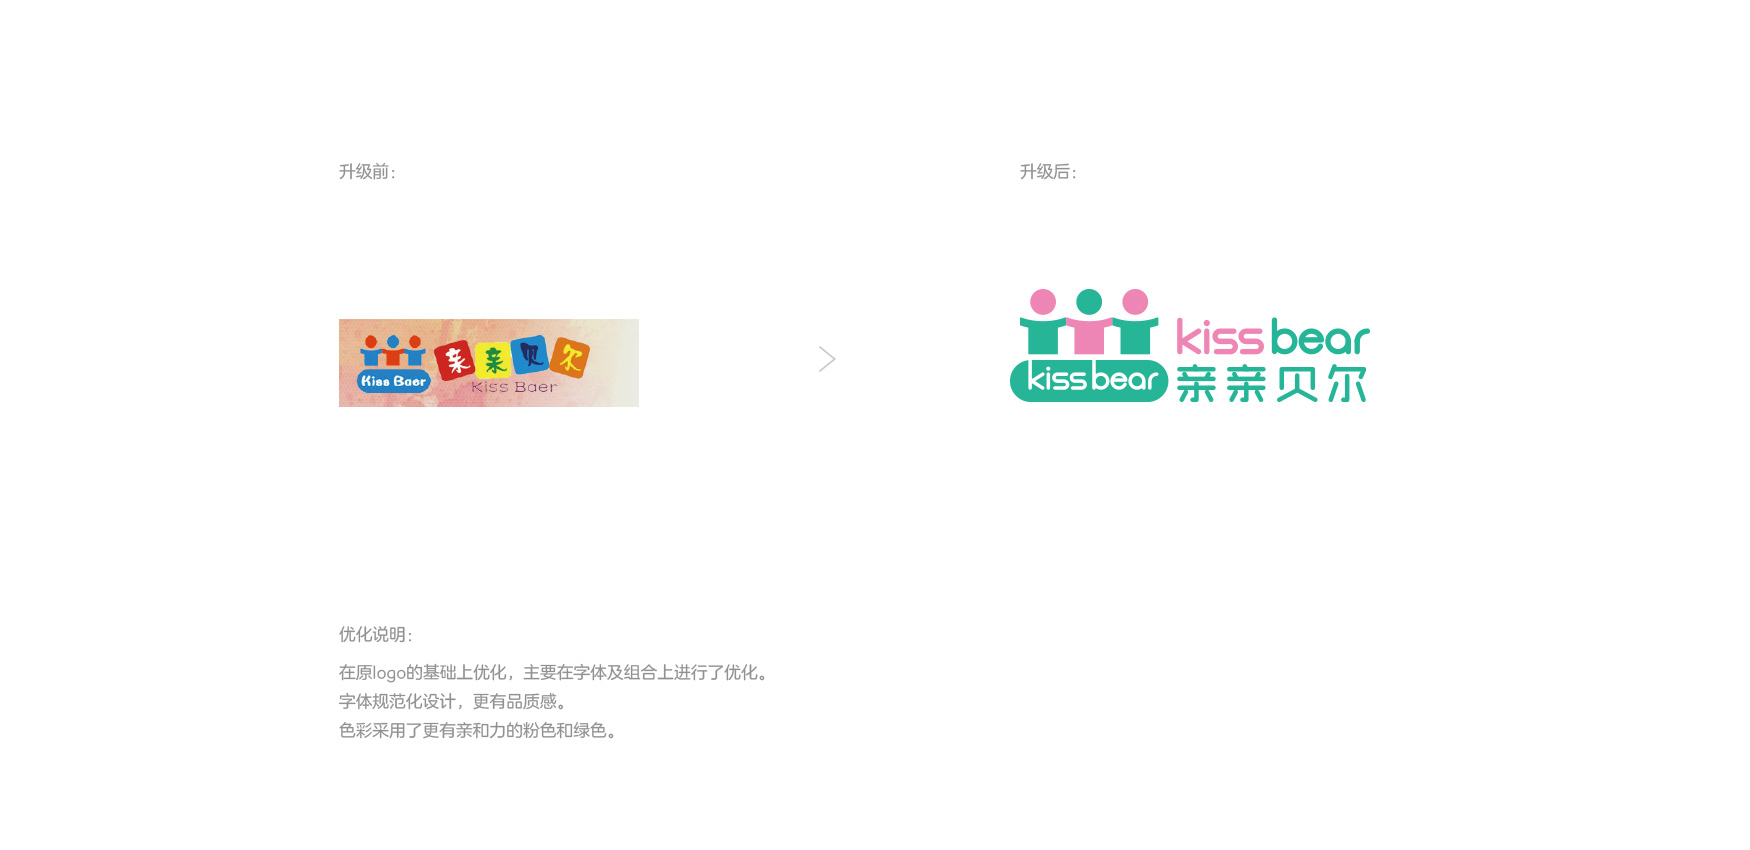 升级前：
升级后：
Kiss Baer
亲亲贝尔
Kiss Baer
kiss bear
kiss bear
亲亲贝尔
优化说明：
在原logo的基础上优化，主要在字体及组合上进行了优化。
字体规范化设计，更有品质感。
色彩采用了更有亲和力的粉色和绿色。